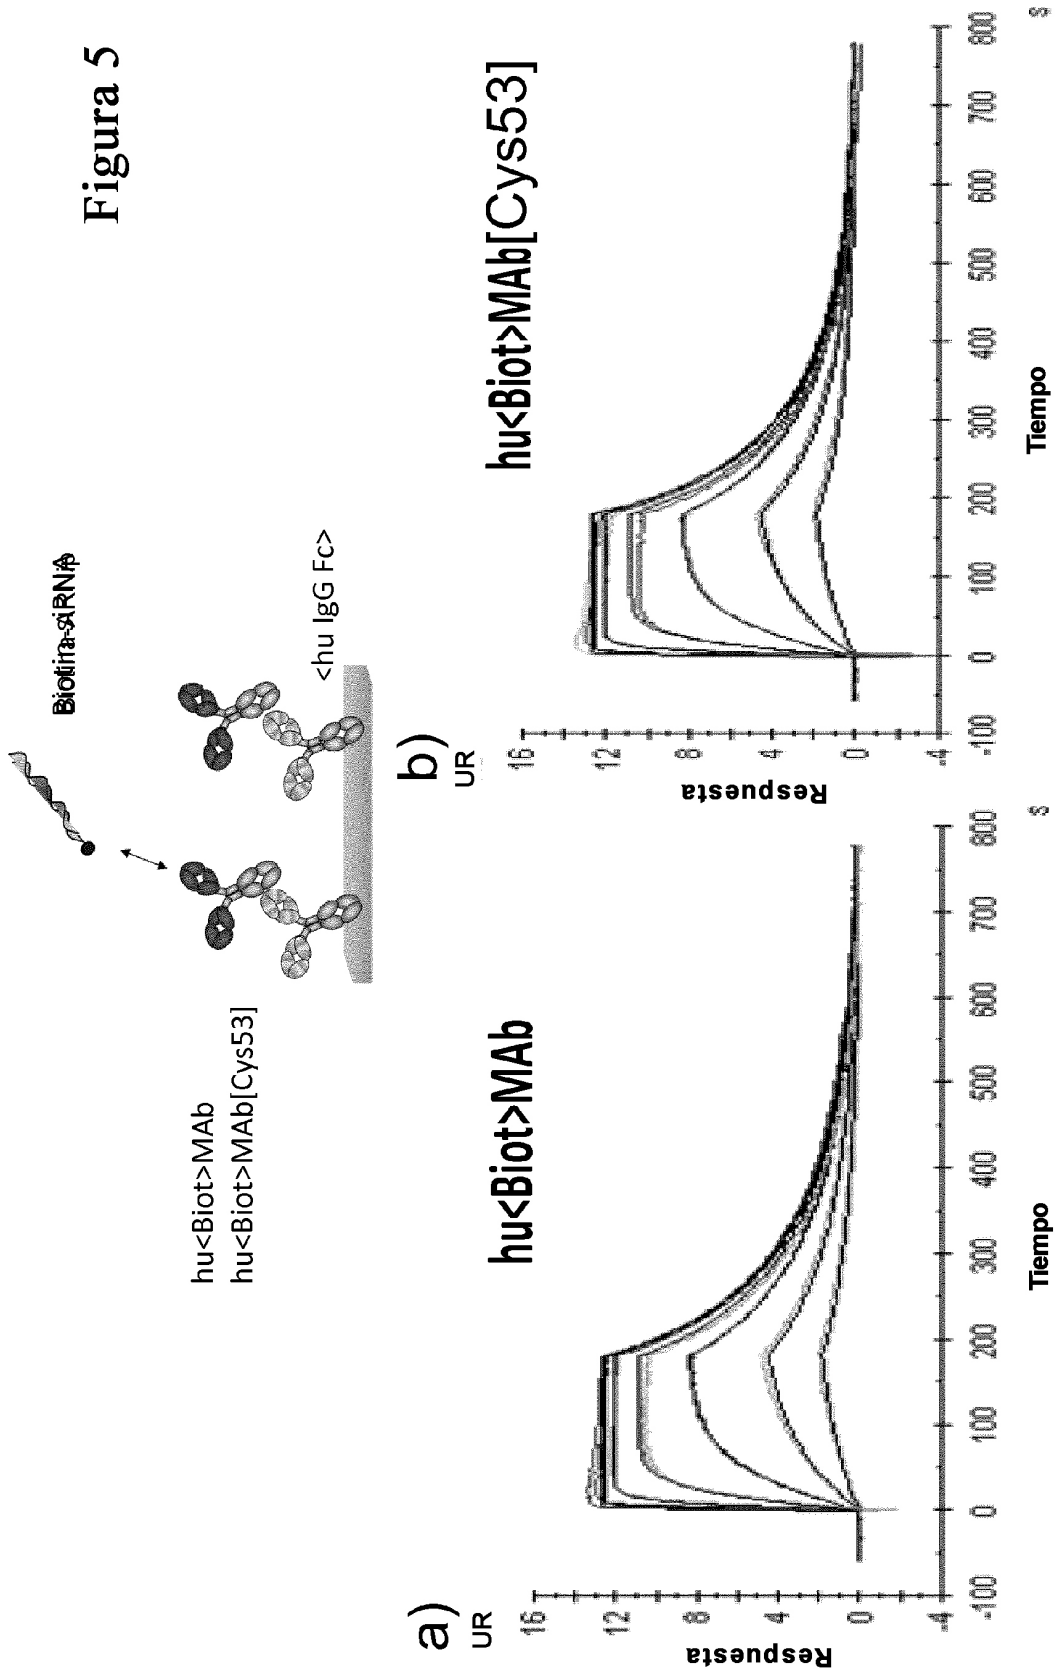 Figura 5
hu<Biot>MAb
hu<Biot>MAb[Cys53]
<hu IgG Fc>
a)
UR
hu<Biot>MAb
16
12
8
4
0
-4
Respuesta
-100 0 100 200 300 400 500 600 700 800
Tiempo
s
b)
UR
hu<Biot>MAb[Cys53]
16
12
8
4
0
-4
Respuesta
-100 0 100 200 300 400 500 600 700 800
Tiempo
s